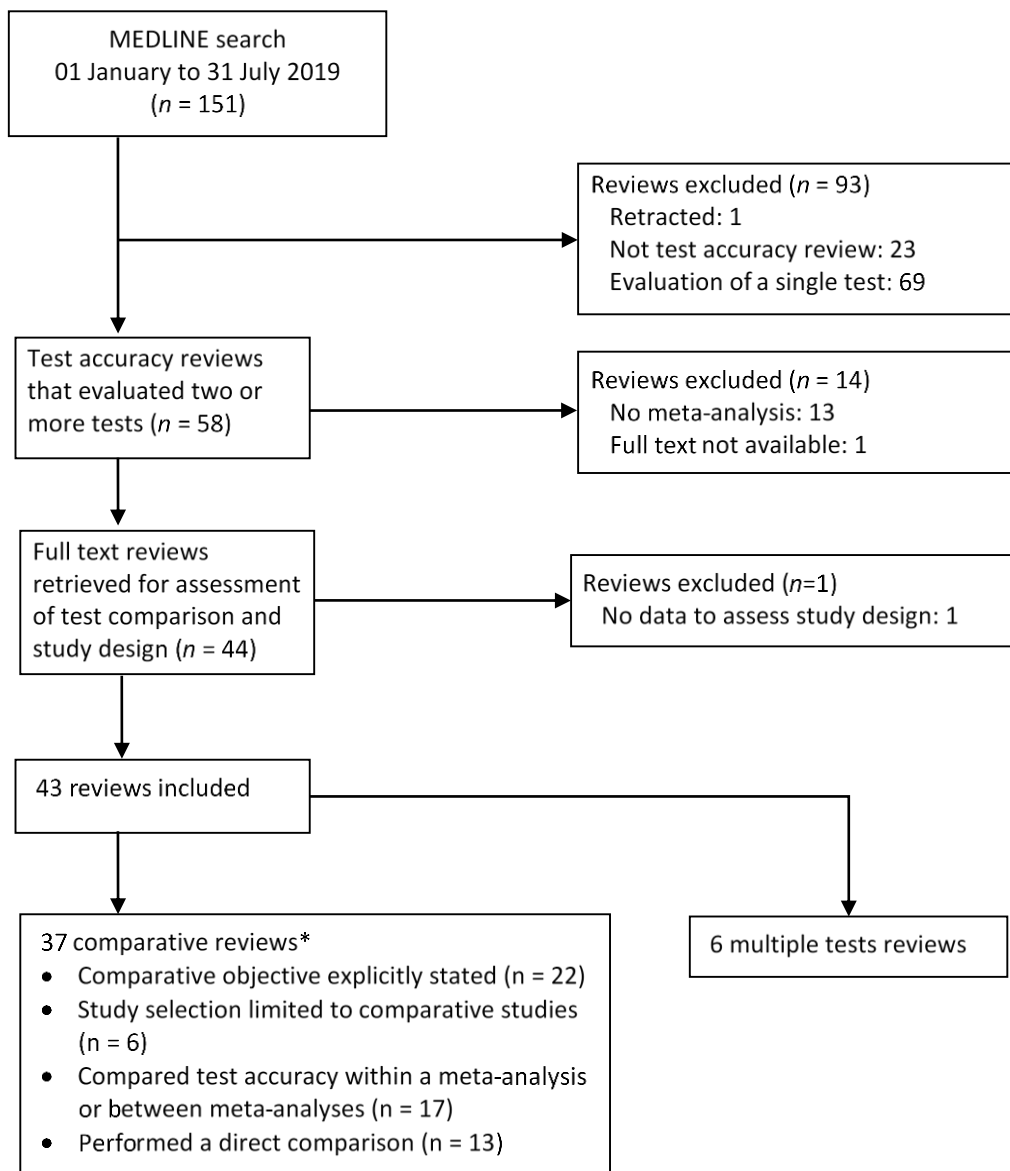 MEDLINE search
01 January to 31 July 2019
(n = 151)
Reviews excluded (n = 93)
Retracted: 1
Not test accuracy review: 23
Evaluation of a single test: 69
Test accuracy reviews
that evaluated two or
more tests (n = 58)
Reviews excluded (n = 14)
No meta-analysis: 13
Full text not available: 1
Full text reviews
retrieved for assessment
of test comparison and
study design (n = 44)
Reviews excluded (n=1)
No data to assess study design: 1
43 reviews included
37 comparative reviews*
• Comparative objective explicitly stated (n = 22)
• Study selection limited to comparative studies
(n = 6)
• Compared test accuracy within a meta-analysis
or between meta-analyses (n = 17)
• Performed a direct comparison (n = 13)
6 multiple tests reviews